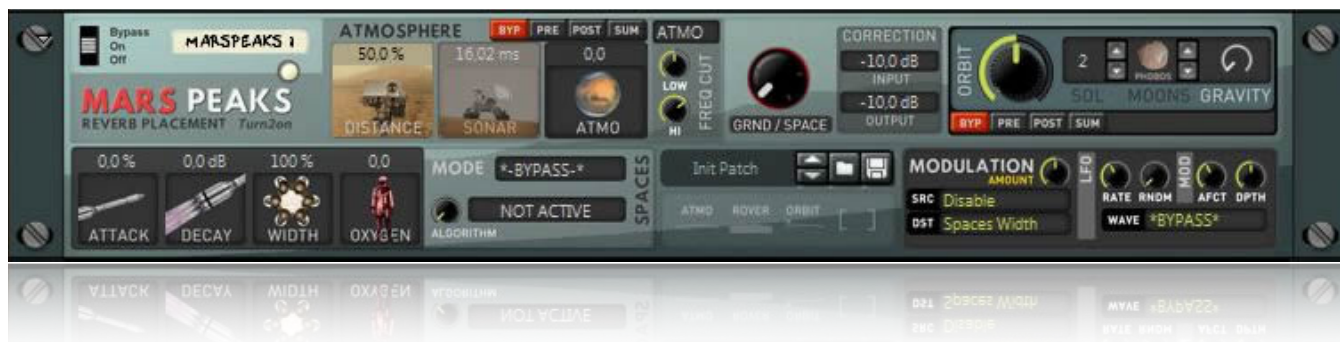 Bypass
On
Off
MARSPEAKS 1
MARS PEAKS
REVERB PLACEMENT Turn2on
ATMOSPHERE
BYP PRE POST SUM
50,0 %
DISTANCE
16,02 ms
SONAR
0,0
ATMO
ATMO
LOW
HI
FREQ CUT
GRND / SPACE
CORRECTION
-10,0 dB
INPUT
-10,0 dB
OUTPUT
ORBIT
2
SOL
PHOBOS
MOONS
GRAVITY
BYP PRE POST SUM
0,0 %
ATTACK
0,0 dB
DECAY
100 %
WIDTH
0,0
OXYGEN
MODE *-BYPASS-*
NOT ACTIVE
ALGORITHM
SPACES
Init Patch
ATMO ROVER ORBIT
MODULATION
AMOUNT
SRC Disable
DST Spaces Width
LFO
RATE RNDM
MOD
AFCT DPTH
WAVE *BYPASS*